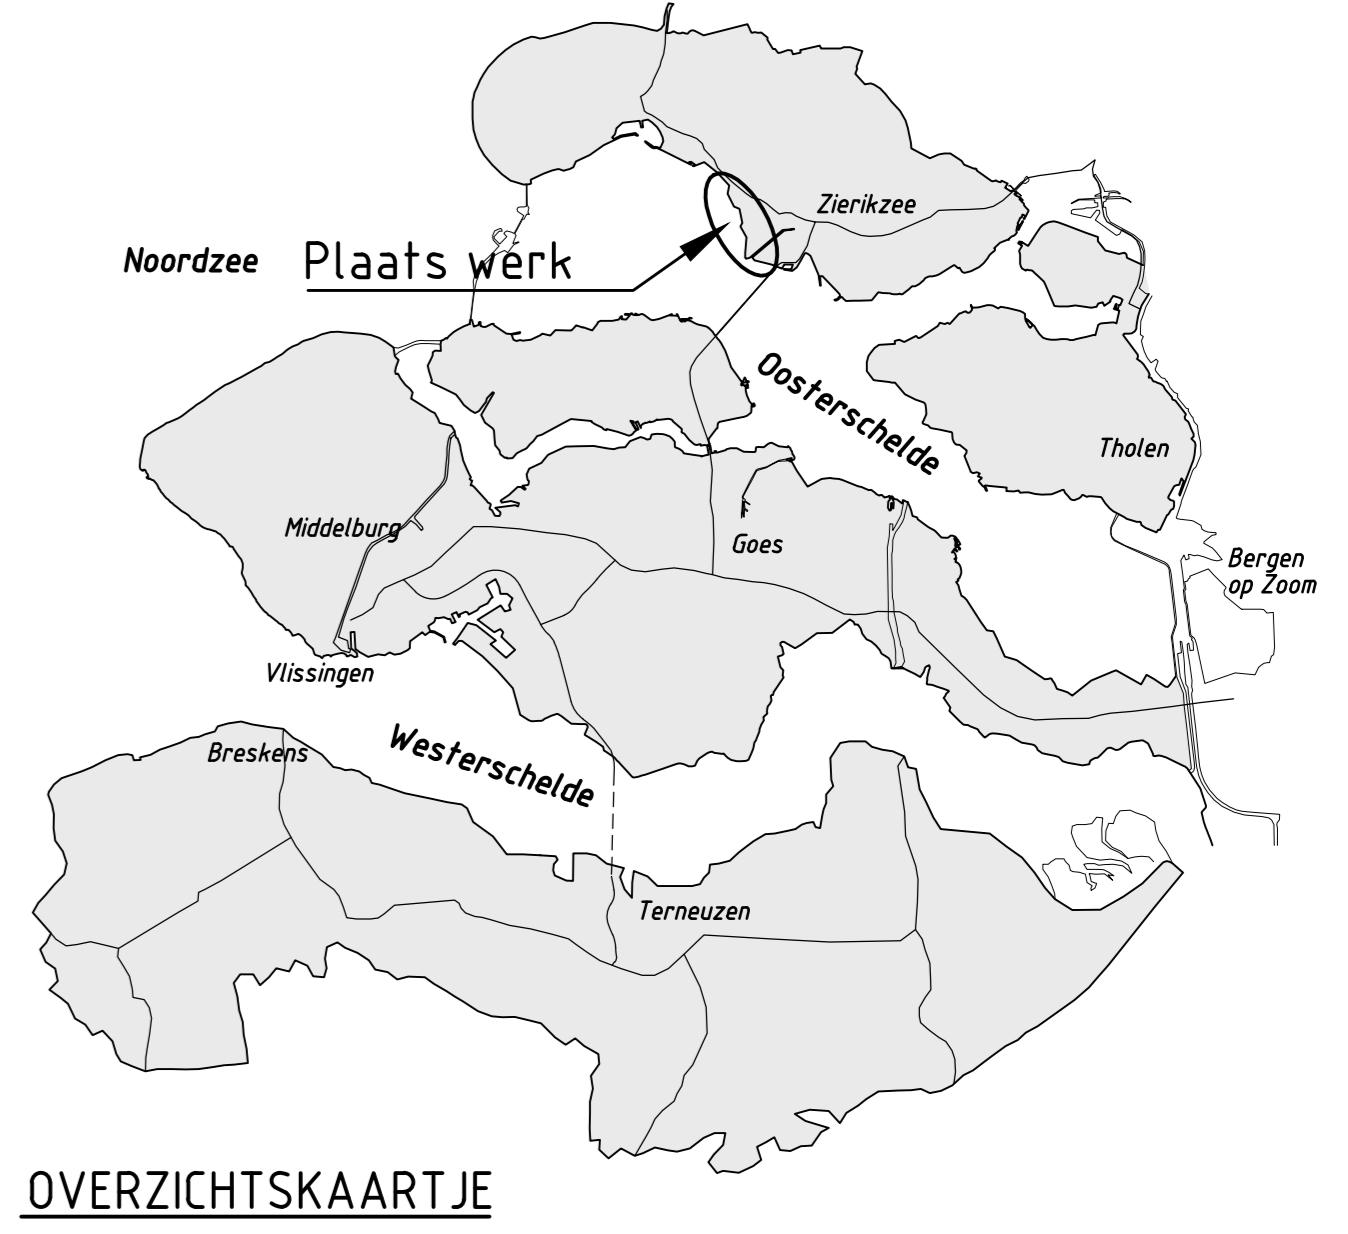 Zierikzee
Noordzee
Plaats werk
Oosterschelde
Tholen
Middelburg
Goes
Bergen
op Zoom
Vlissingen
Breskens
Westerschelde
Terneuzen
OVERZICHTSKAARTJE